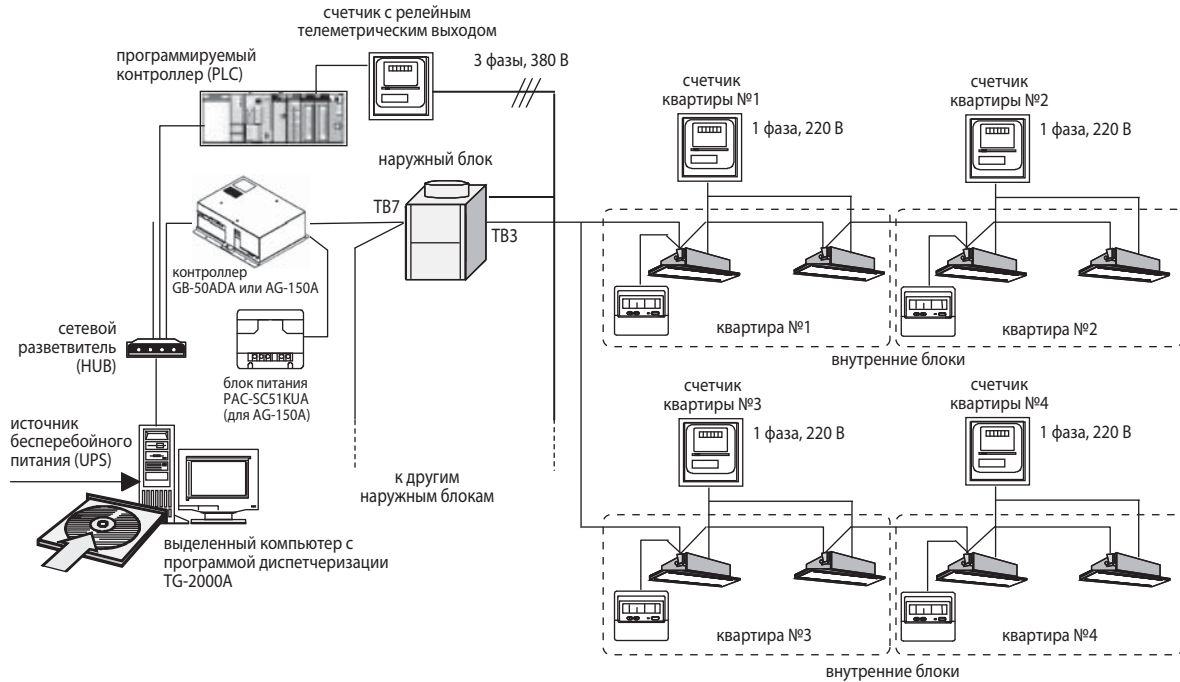 счетчик с релейным
телеметрическим выходом
программируемый
контроллер (PLC)
3 фазы, 380 В
счетчик
квартиры №1
1 фаза, 220 В
счетчик
квартиры №2
1 фаза, 220 В
наружный блок
TB7
TB3
контроллер
GB-50ADA или AG-150A
сетевой
разветвитель
(HUB)
блок питания
PAC-SC51KUA
(для AG-150A)
квартира №1
квартира №2
внутренние блоки
источник
бесперебойного
питания (UPS)
счетчик
квартиры №3
1 фаза, 220 В
счетчик
квартиры №4
1 фаза, 220 В
к другим
наружным блокам
выделенный компьютер с
программой диспетчеризации
TG-2000A
квартира №3
квартира №4
внутренние блоки